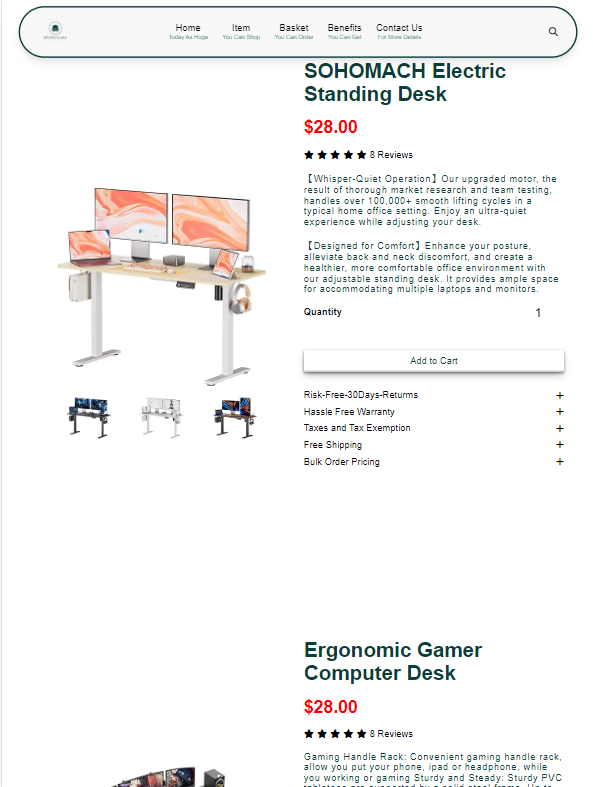 Home
Today As Huge
Item
You Can Shop
Basket
You Can Order
Benefits
You Can Get
Contact Us
For More Details
SOHOMACH Electric
Standing Desk
$28.00
8 Reviews
【Whisper-Quiet Operation】Our upgraded motor, the
result of thorough market research and team testing,
handles over 100,000+ smooth lifting cycles in a
typical home office setting. Enjoy an ultra-quiet
experience while adjusting your desk.
【Designed for Comfort】Enhance your posture,
alleviate back and neck discomfort, and create a
healthier, more comfortable office environment with
our adjustable standing desk. It provides ample space
for accommodating multiple laptops and monitors.
Quantity 1
Add to Cart
Risk-Free-30Days-Returms +
Hassle Free Warranty +
Taxes and Tax Exemption +
Free Shipping +
Bulk Order Pricing +
Ergonomic Gamer
Computer Desk
$28.00
8 Reviews
Gaming Handle Rack: Convenient gaming handle rack,
allow you put your phone, ipad or headphone, while
you working or gaming Sturdy and Steady: Sturdy PVC